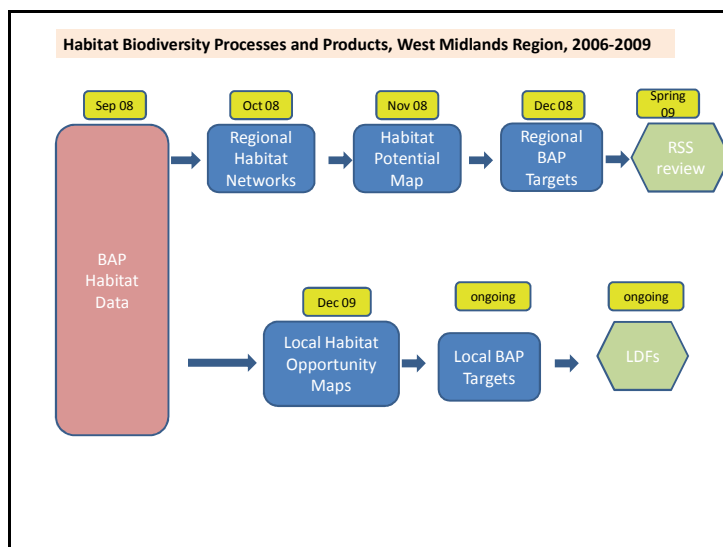 Habitat Biodiversity Processes and Products, West Midlands Region, 2006-2009
Sep 08
Oct 08
Nov 08
Dec 08
Spring
09
BAP
Habitat
Data
Regional
Habitat
Networks
Habitat
Potential
Map
Regional
BAP
Targets
RSS
review
Dec 09
ongoing
ongoing
Local Habitat
Opportunity
Maps
Local BAP
Targets
LDFs